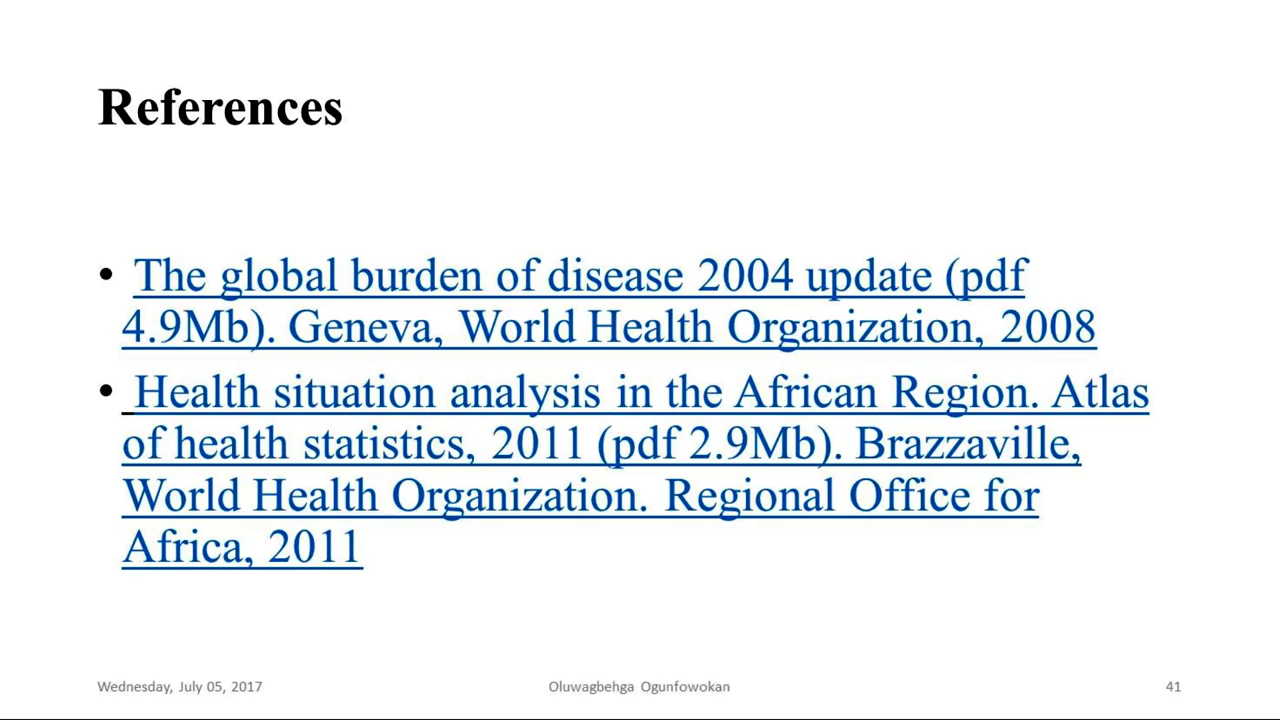 References
• The global burden of disease 2004 update (pdf
4.9Mb). Geneva, World Health Organization, 2008
• Health situation analysis in the African Region. Atlas
of health statistics, 2011 (pdf 2.9Mb). Brazzaville,
World Health Organization. Regional Office for
Africa, 2011
Wednesday, July 05, 2017
Oluwagbehga Ogunfowokan
41